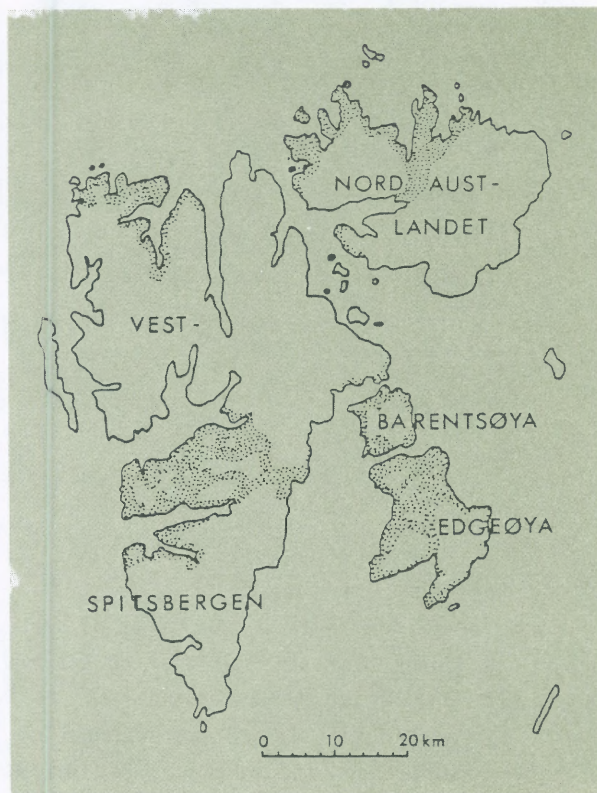 NORD AUST-
LANDET
VEST-
BARENTSØYA
EDGEØYA
SPITSBERGEN
0 10 20 km